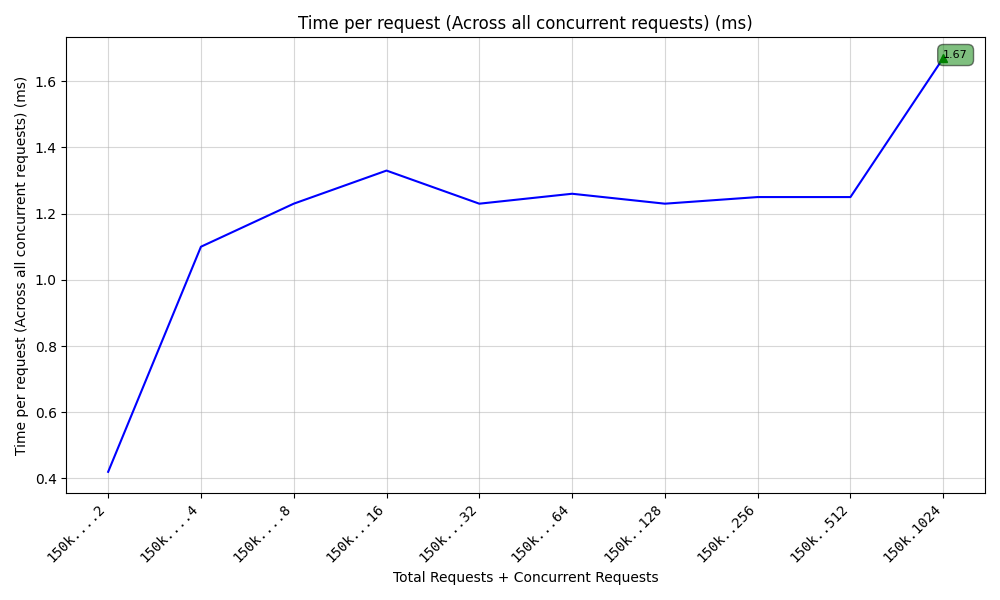 Time per request (Across all concurrent requests) (ms)
Time per request (Across all concurrent requests) (ms)
1.67
1.6
1.4
1.2
1.0
0.8
0.6
0.4
150k....2
150k....4
150k....8
150k...16
150k...32
150k...64
150k..128
150k..256
150k..512
150k.1024
Total Requests + Concurrent Requests